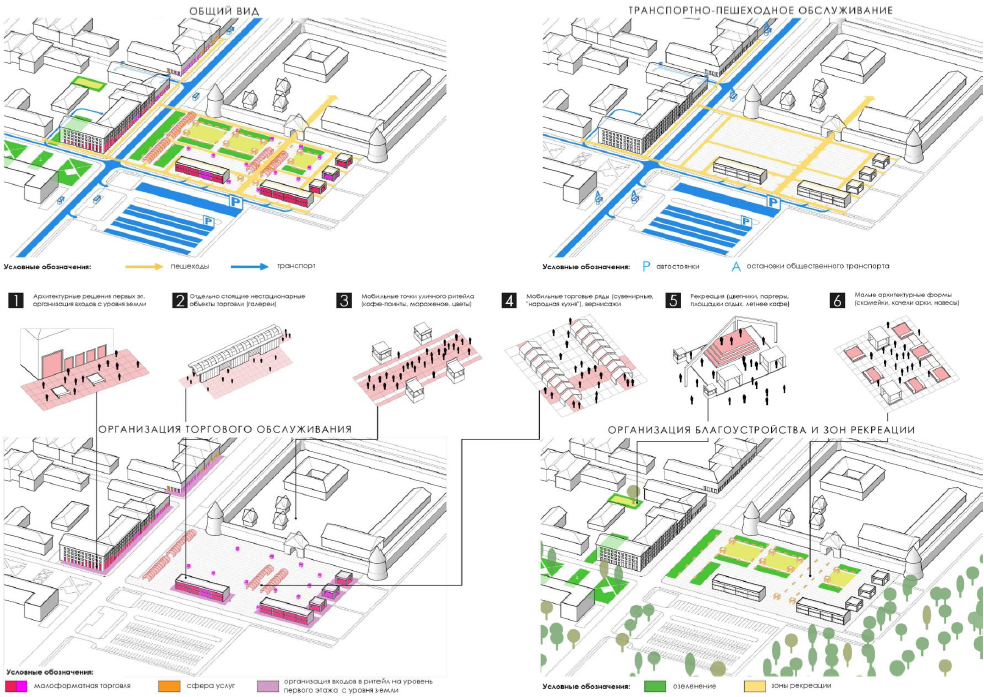 ОБЩИЙ ВИД
ТРАНСПОРТНО-ПЕШЕХОДНОЕ ОБСЛУЖИВАНИЕ
P
P
P
P
A
A
A
Условные обозначения:
пешеходы
транспорт
Условные обозначения:
P автостоянки
A остановки общественного транспорта
1 Архитектурные решения первых эт.
организация входов с уровня земли
2 Отдельно стоящие нестационарные
объекты торговли (галереи)
3 Мобильные точки уличного ритейла
(кофе-поинты, мороженое, цветы)
4 Мобильные торговые ряды (сувенирные,
"народная кухня"), вернисажи
5 Рекреация (цветники, партеры,
площадки отдых, летнее кафе)
6 Малые архитектурные формы
(скамейки, качели арки, навесы)
ОРГАНИЗАЦИЯ ТОРГОВОГО ОБСЛУЖИВАНИЯ
ОРГАНИЗАЦИЯ БЛАГОУСТРОЙСТВА И ЗОН РЕКРЕАЦИИ
Условные обозначения:
малоформатная торговля
сфера услуг
организация входов в ритейл на уровень
первого этажа с уровня земли
Условные обозначения:
озеленение
зоны рекреации